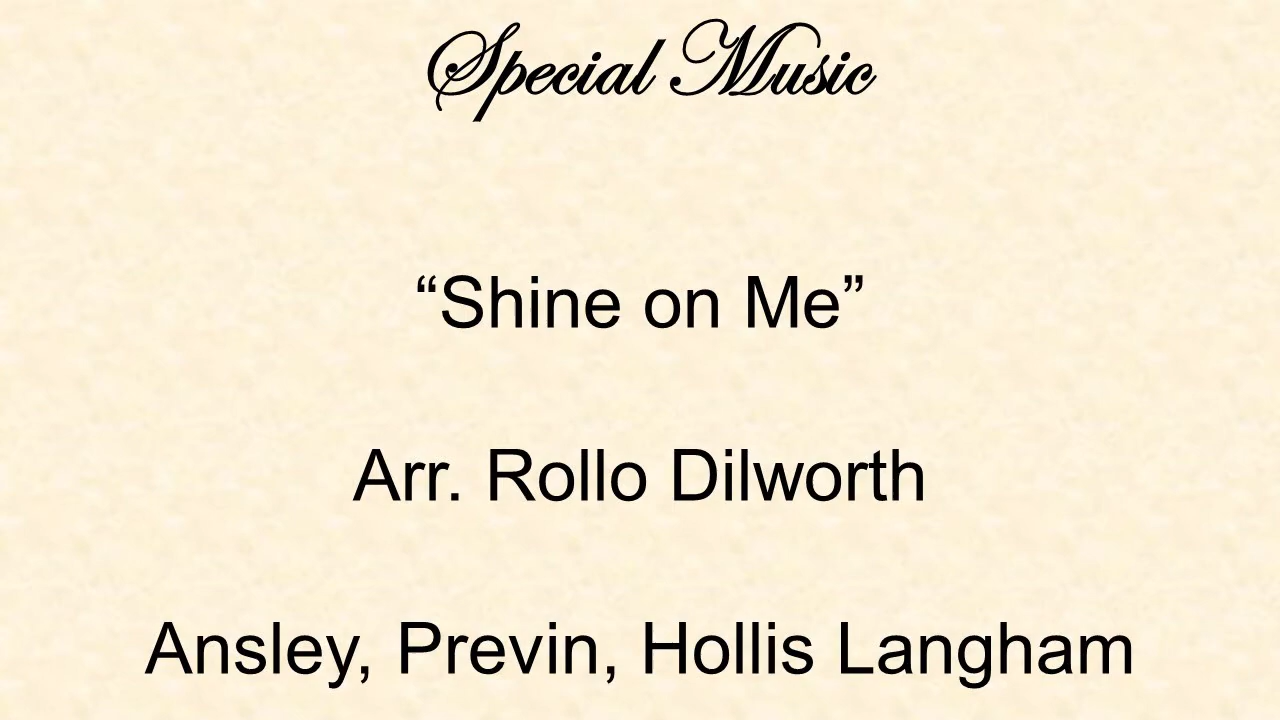 Special Music
“Shine on Me”
Arr. Rollo Dilworth
Ansley, Previn, Hollis Langham